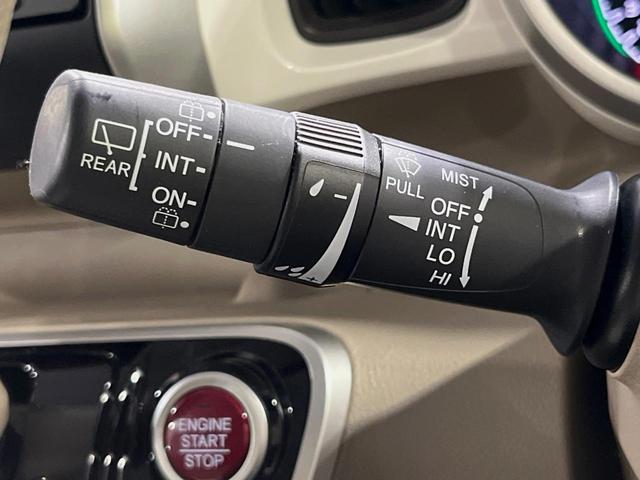 REAR
OFF
INT
ON
PULL
MIST
OFF
INT
LO
HI
ENGINE
START
STOP